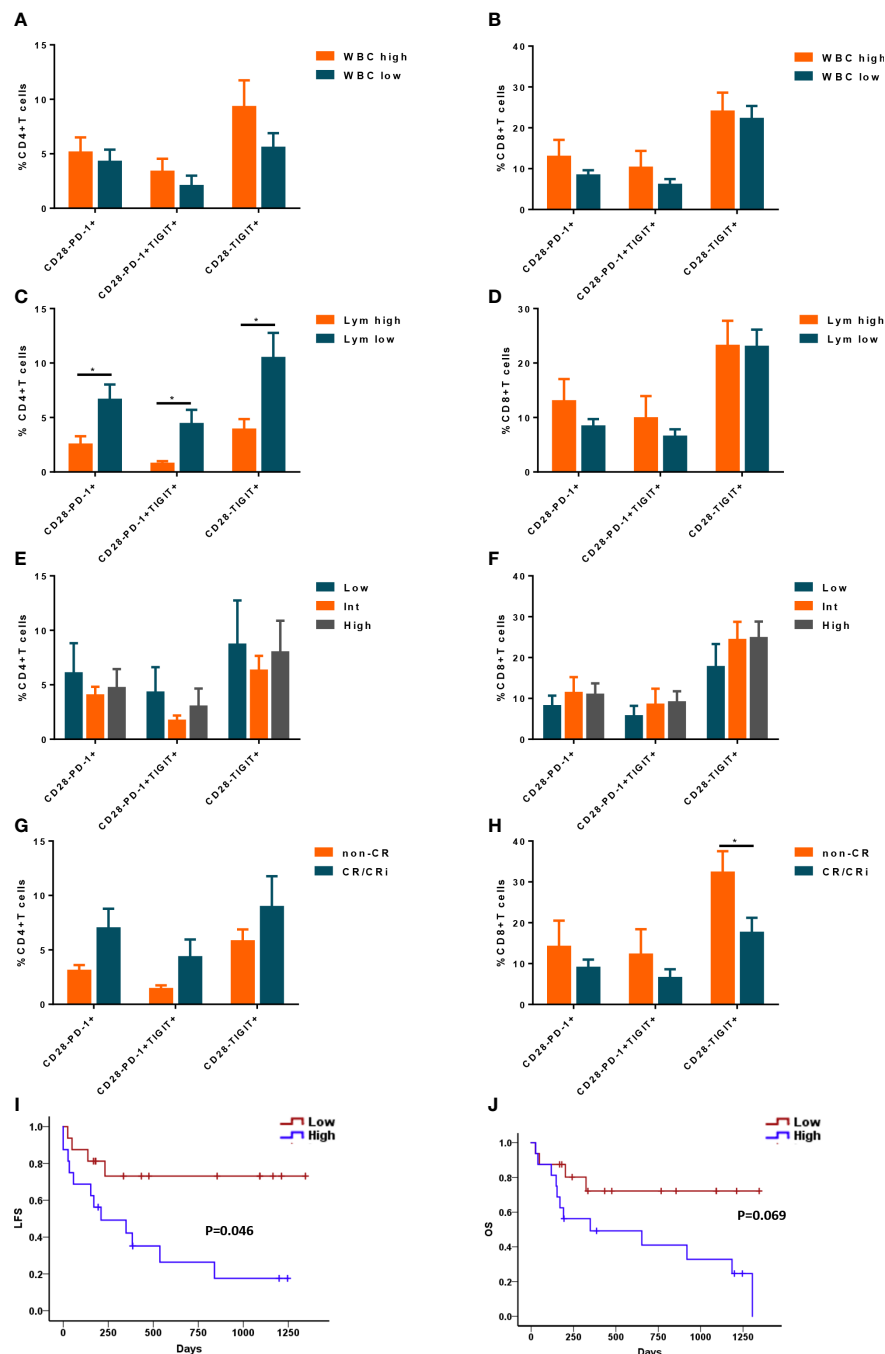 A
15
10
5
0
%CD4+T cells
WBC high
WBC low
CD28-PD-1+
CD28-PD-1+TIGIT+
CD28-TIGIT+
B
40
30
20
10
0
%CD8+T cells
WBC high
WBC low
CD28-PD-1+
CD28-PD-1+TIGIT+
CD28-TIGIT+
C
15
10
5
0
% CD4+T cells
Lym high
Lym low
*
*
*
CD28-PD-1+
CD28-PD-1+TIGIT+
CD28-TIGIT+
D
30
20
10
0
%CD8+T cells
Lym high
Lym low
CD28-PD-1+
CD28-PD-1+TIGIT+
CD28-TIGIT+
E
15
10
5
0
%CD4+T cells
Low
Int
High
CD28-PD-1+
CD28-PD-1+TIGIT+
CD28-TIGIT+
F
40
30
20
10
0
%CD8+T cells
Low
Int
High
CD28-PD-1+
CD28-PD-1+TIGIT+
CD28-TIGIT+
G
15
10
5
0
%CD4+T cells
non-CR
CR/CRi
CD28-PD-1+
CD28-PD-1+TIGIT+
CD28-TIGIT+
H
40
30
20
10
0
%CD8+T cells
non-CR
CR/CRi
*
CD28-PD-1+
CD28-PD-1+TIGIT+
CD28-TIGIT+
I
Low
High
1.0
0.8
0.6
0.4
0.2
0.0
LFS
P=0.046
0 250 500 750 1000 1250
Days
J
Low
High
1.0
0.8
0.6
0.4
0.2
0.0
OS
P=0.069
0 250 500 750 1000 1250
Days